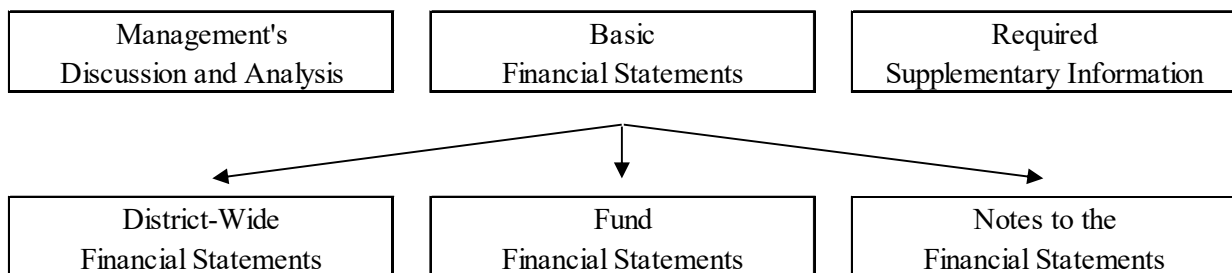 Management's
Discussion and Analysis
Basic
Financial Statements
Required
Supplementary Information
District-Wide
Financial Statements
Fund
Financial Statements
Notes to the
Financial Statements